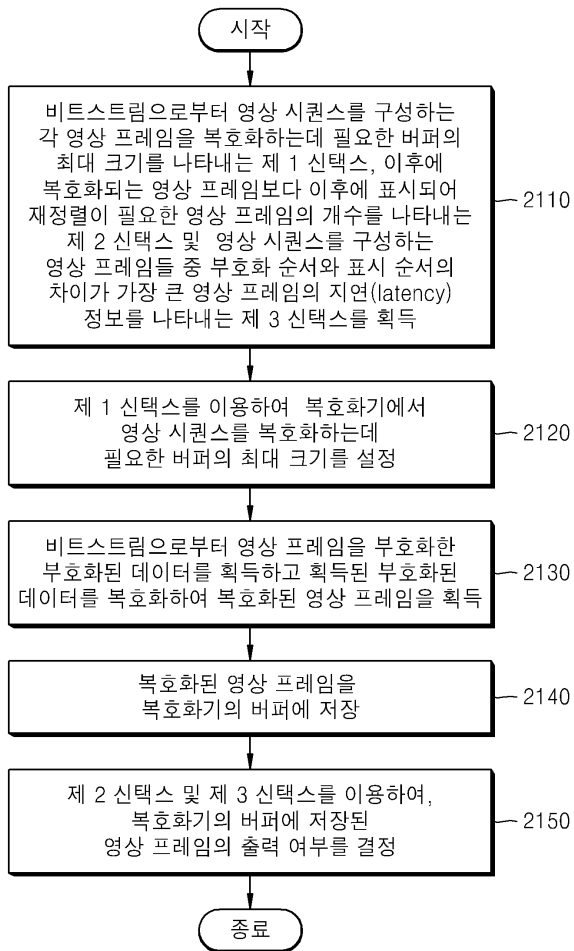 시작
비트스트림으로부터 영상 시퀀스를 구성하는
각 영상 프레임을 복호화하는데 필요한 버퍼의
최대 크기를 나타내는 제 1 신택스, 이후에
복호화되는 영상 프레임보다 이후에 표시되어
재정렬이 필요한 영상 프레임의 개수를 나타내는
제 2 신택스 및 영상 시퀀스를 구성하는
영상 프레임들 중 부호화 순서와 표시 순서의
차이가 가장 큰 영상 프레임의 지연(latency)
정보를 나타내는 제 3 신택스를 획득
2110
제 1 신택스를 이용하여 복호화기에서
영상 시퀀스를 복호화하는데
필요한 버퍼의 최대 크기를 설정
2120
비트스트림으로부터 영상 프레임을 부호화한
부호화된 데이터를 획득하고 획득된 부호화된
데이터를 복호화하여 복호화된 영상 프레임을 획득
2130
복호화된 영상 프레임을
복호화기의 버퍼에 저장
2140
제 2 신택스 및 제 3 신택스를 이용하여,
복호화기의 버퍼에 저장된
영상 프레임의 출력 여부를 결정
2150
종료